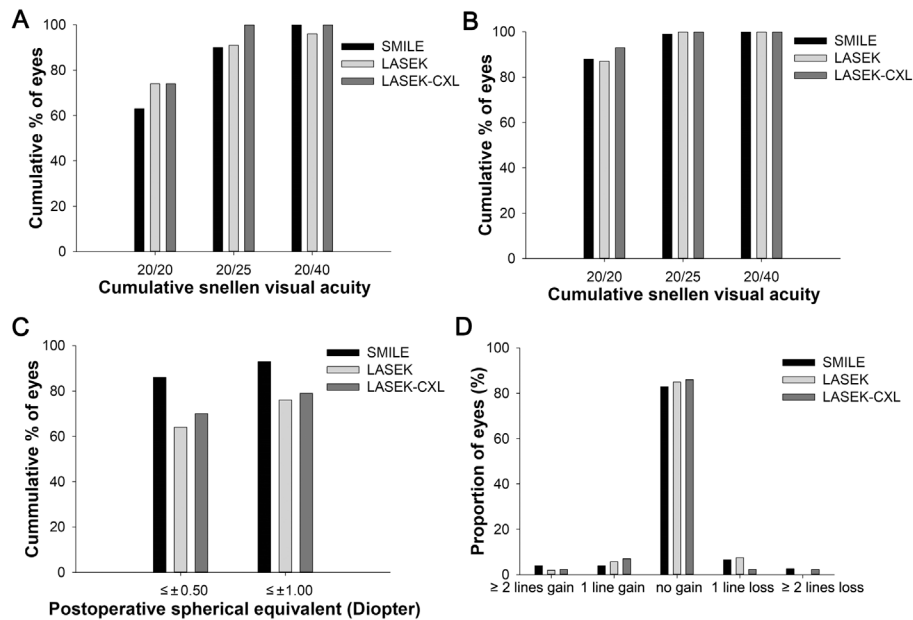 A
SMILE
LASEK
LASEK-CXL
Cumulative % of eyes
100
80
60
40
20
0
20/20 20/25 20/40
Cumulative snellen visual acuity
B
SMILE
LASEK
LASEK-CXL
Cumulative % of eyes
100
80
60
40
20
0
20/20 20/25 20/40
Cumulative snellen visual acuity
C
SMILE
LASEK
LASEK-CXL
Cummulative % of eyes
100
80
60
40
20
0
≤ ± 0.50 ≤ ± 1.00
Postoperative spherical equivalent (Diopter)
D
SMILE
LASEK
LASEK-CXL
Proportion of eyes (%)
100
80
60
40
20
0
≥ 2 lines gain 1 line gain no gain 1 line loss ≥ 2 lines loss